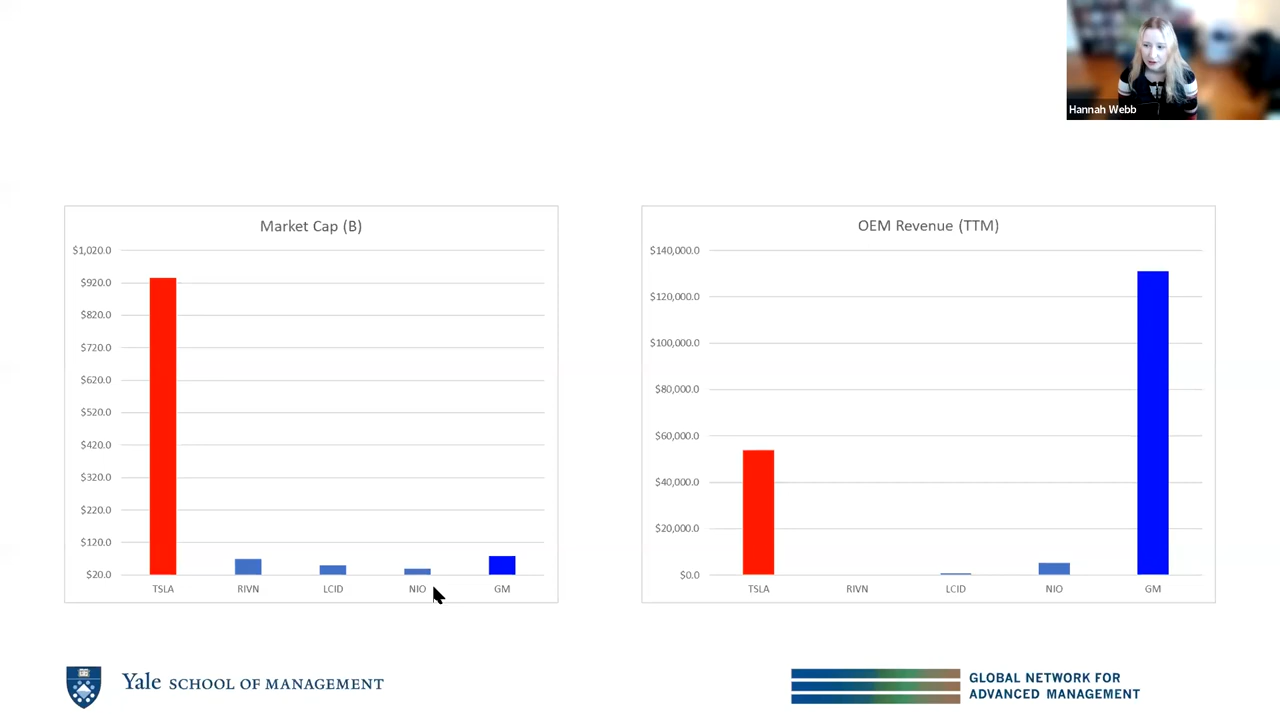 Hannah Webb
Market Cap (B)
$1,020.0
$920.0
$820.0
$720.0
$620.0
$520.0
$420.0
$320.0
$220.0
$120.0
$20.0
TSLA RIVN LCID NIO GM
OEM Revenue (TTM)
$140,000.0
$120,000.0
$100,000.0
$80,000.0
$60,000.0
$40,000.0
$20,000.0
$0.0
TSLA RIVN LCID NIO GM
Yale SCHOOL OF MANAGEMENT
GLOBAL NETWORK FOR
ADVANCED MANAGEMENT